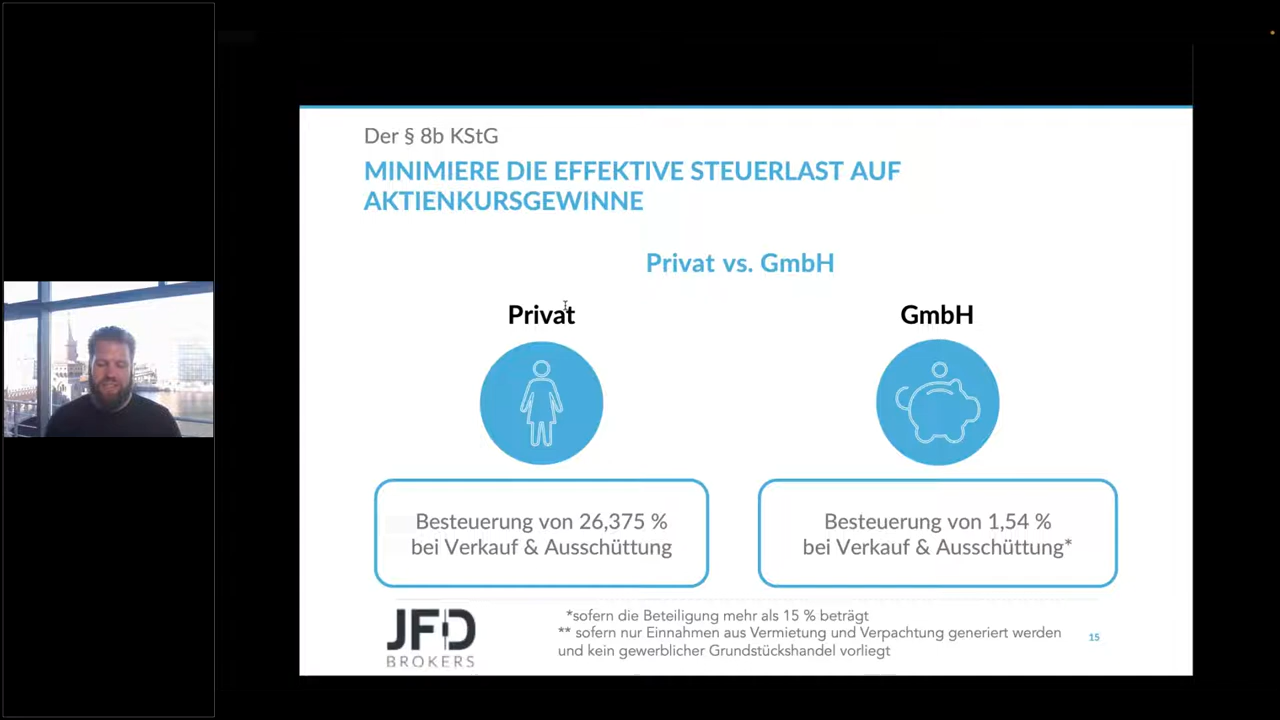 Der § 8b KStG
MINIMIERE DIE EFFEKTIVE STEUERLAST AUF
AKTIENKURSGEWINNE
Privat vs. GmbH
Privat
GmbH
Besteuerung von 26,375 %
bei Verkauf & Ausschüttung
Besteuerung von 1,54 %
bei Verkauf & Ausschüttung*
JFD
BROKERS
*sofern die Beteiligung mehr als 15 % beträgt
** sofern nur Einnahmen aus Vermietung und Verpachtung generiert werden
und kein gewerblicher Grundstückshandel vorliegt
15